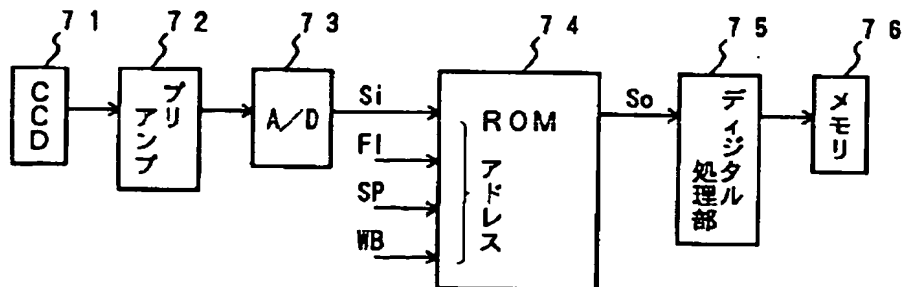 71
72
73
74
75
76
CCD
プリアンプ
A/D
Si
FI
SP
WB
ROM
アドレス
So
ディジタル処理部
メモリ